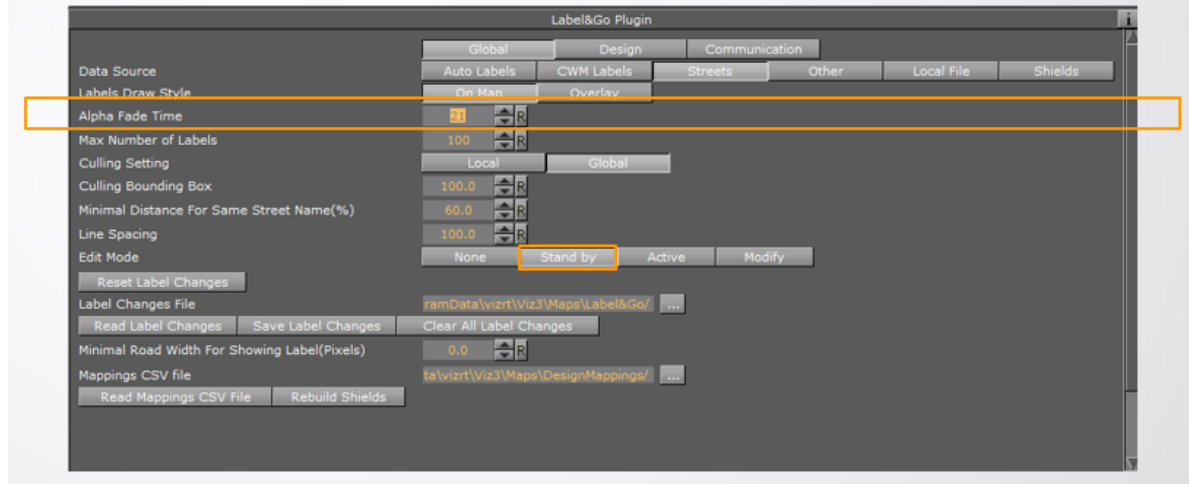 Label&Go Plugin i
Global Design Communication
Data Source Auto Labels CWM Labels Streets Other Local File Shields
Labels Draw Style On Map Overlay
Alpha Fade Time 21 R
Max Number of Labels 100 R
Culling Setting Local Global
Culling Bounding Box 100.0 R
Minimal Distance For Same Street Name(%) 60.0 R
Line Spacing 100.0 R
Edit Mode None Stand by Active Modify
Reset Label Changes
Label Changes File ramData\vizrt\Viz3\Maps\Label&Go/ ...
Read Label Changes Save Label Changes Clear All Label Changes
Minimal Road Width For Showing Label(Pixels) 0.0 R
Mappings CSV file ta\vizrt\Viz3\Maps\DesignMappings/ ...
Read Mappings CSV File Rebuild Shields